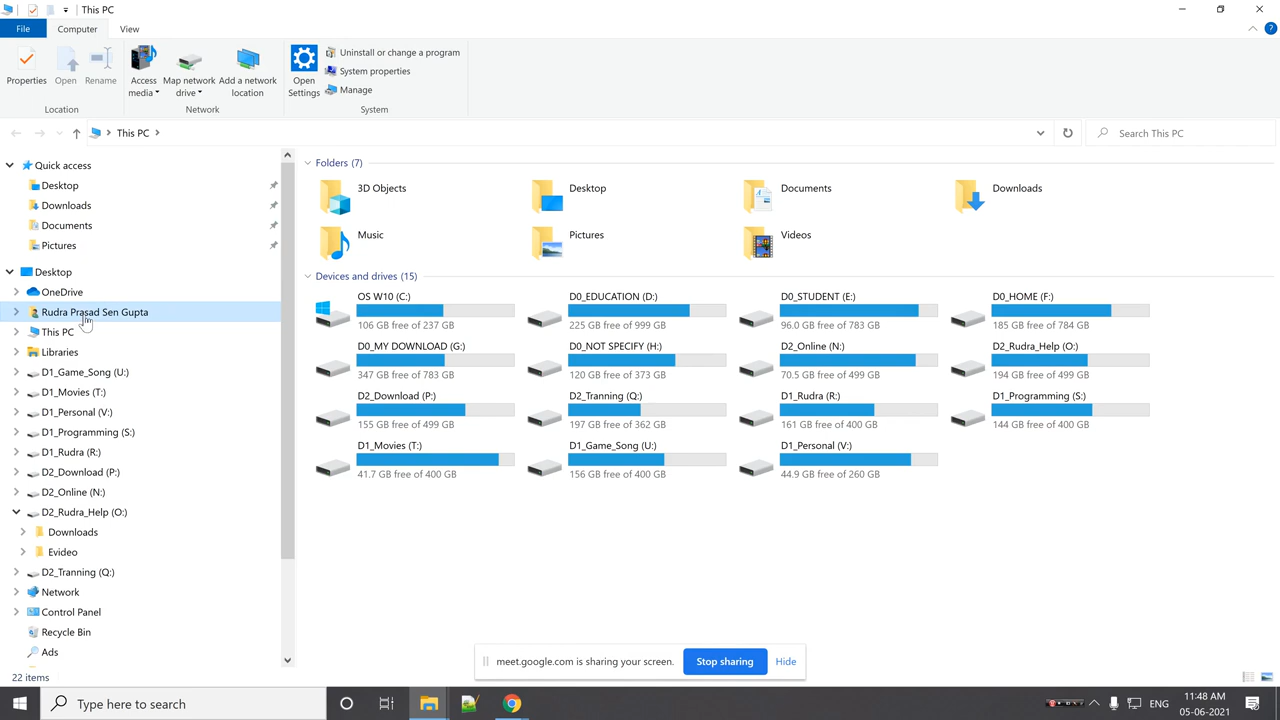 This PC
File Computer View
Properties Open Rename Access media Map network drive Add a network location Open Settings Uninstall or change a program
System properties
Manage
Location Network System
This PC Search This PC
Quick access
Desktop
Downloads
Documents
Pictures
Desktop
OneDrive
Rudra Prasad Sen Gupta
This PC
Libraries
D1_Game_Song (U:)
D1_Movies (T:)
D1_Personal (V:)
D1_Programming (S:)
D1_Rudra (R:)
D2_Download (P:)
D2_Online (N:)
D2_Rudra_Help (O:)
Downloads
Evideo
D2_Tranning (Q:)
Network
Control Panel
Recycle Bin
Ads
Folders (7)
3D Objects Desktop Documents Downloads
Music Pictures Videos
Devices and drives (15)
OS W10 (C:) D0_EDUCATION (D:) D0_STUDENT (E:) D0_HOME (F:)
106 GB free of 237 GB 225 GB free of 999 GB 96.0 GB free of 783 GB 185 GB free of 784 GB
D0_MY DOWNLOAD (G:) D0_NOT SPECIFY (H:) D2_Online (N:) D2_Rudra_Help (O:)
347 GB free of 783 GB 120 GB free of 373 GB 70.5 GB free of 499 GB 194 GB free of 499 GB
D2_Download (P:) D2_Tranning (Q:) D1_Rudra (R:) D1_Programming (S:)
155 GB free of 499 GB 197 GB free of 362 GB 161 GB free of 400 GB 144 GB free of 400 GB
D1_Movies (T:) D1_Game_Song (U:) D1_Personal (V:)
41.7 GB free of 400 GB 156 GB free of 400 GB 44.9 GB free of 260 GB
meet.google.com is sharing your screen. Stop sharing Hide
22 items
Type here to search ENG 11:48 AM
05-06-2021